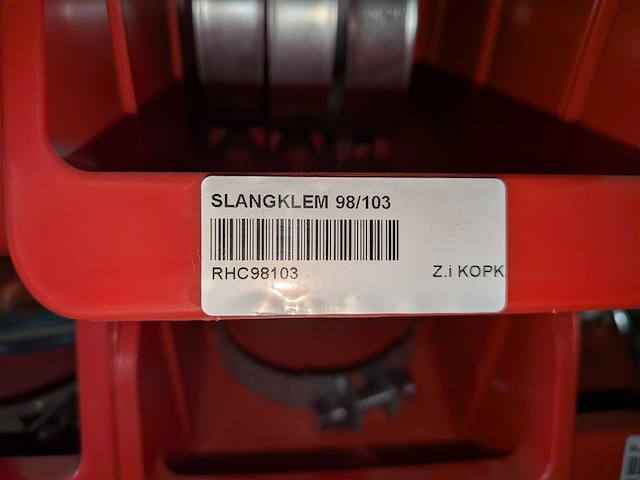 SLANGKLEM 98/103
RHC98103
Z.i KOPK